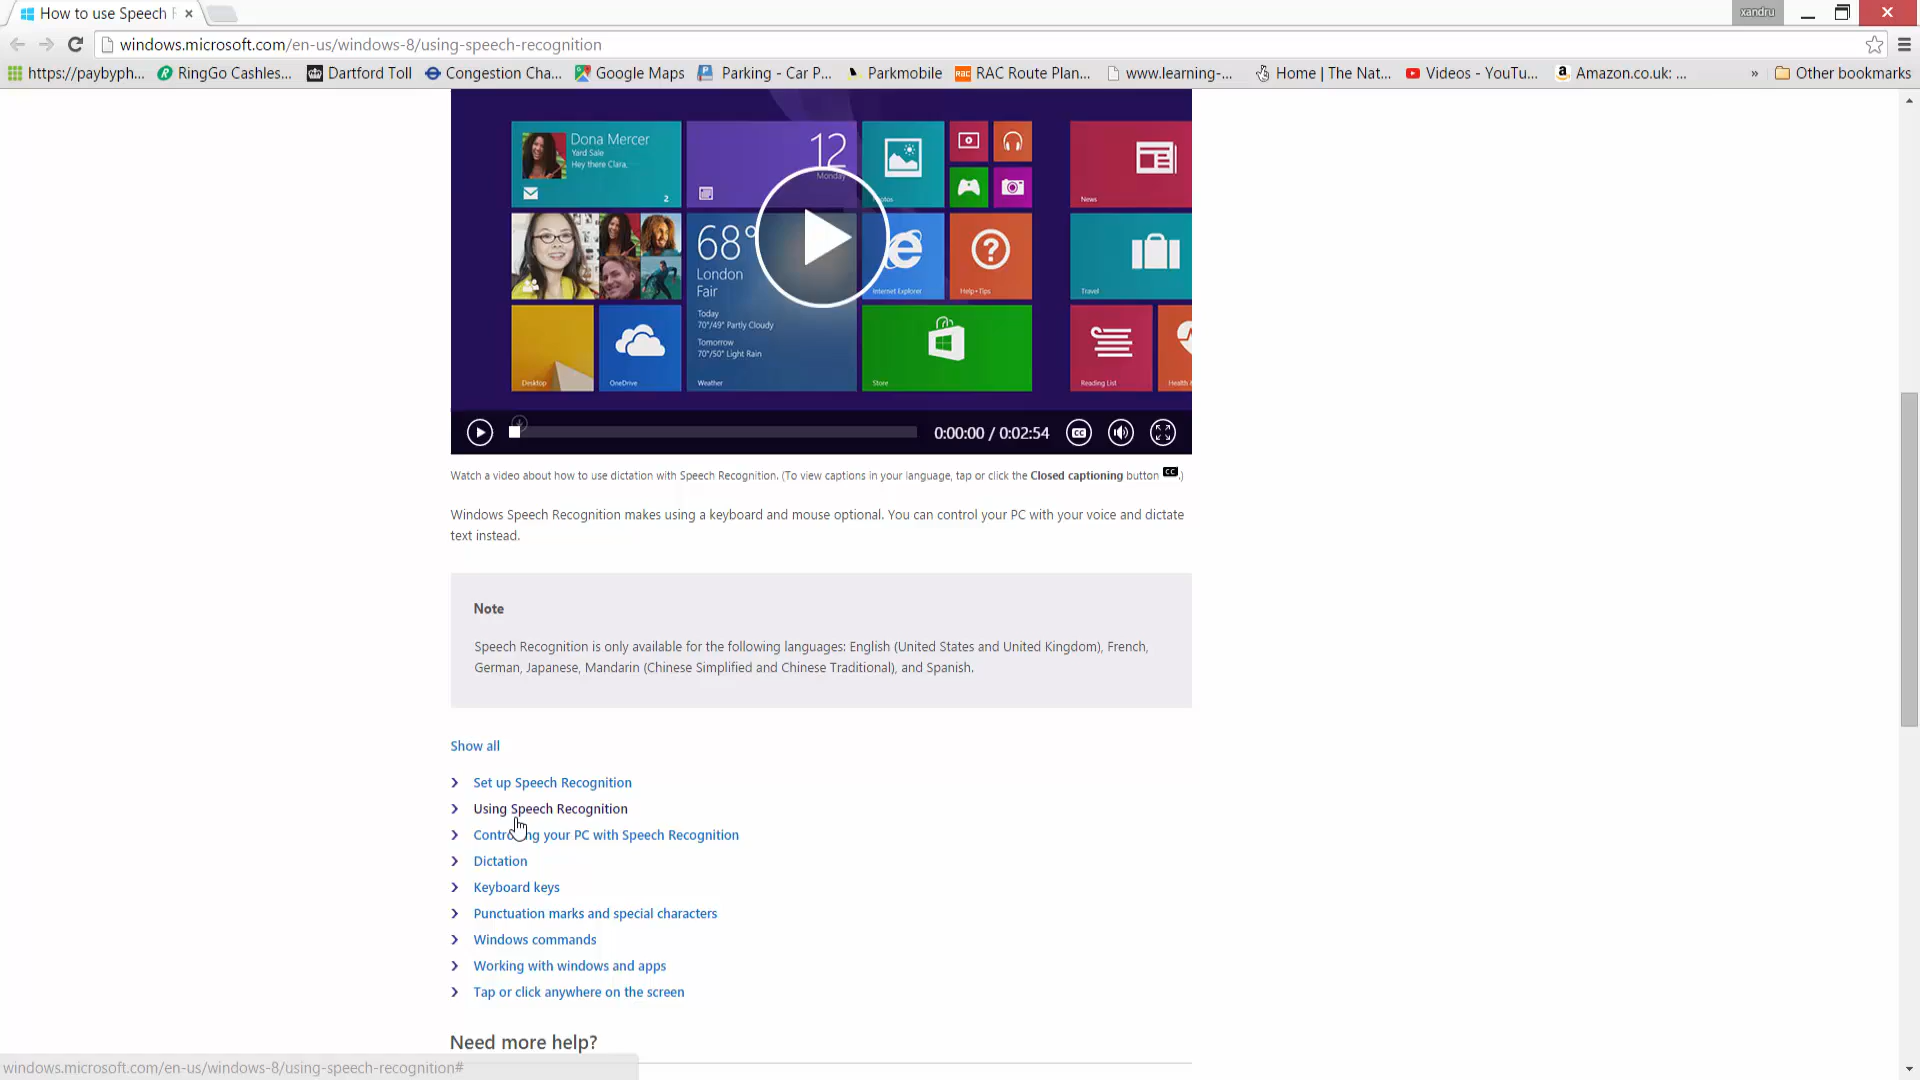 How to use Speech
xandru
windows.microsoft.com/en-us/windows-8/using-speech-recognition
https://paybyph...
RingGo Cashles...
Dartford Toll
Congestion Cha...
Google Maps
Parking - Car P...
Parkmobile
RAC Route Plan...
www.learning-...
Home | The Nat...
Videos - YouTu...
Amazon.co.uk: ...
»
Other bookmarks
Dona Mercer
Yard Sale
Hey there Clara,
2
12
Monday
Photos
News
68°
London
Fair
Today
70°/49° Partly Cloudy
Tomorrow
70°/50° Light Rain
Weather
Internet Explorer
Help+Tips
Travel
Desktop
OneDrive
Store
Reading List
Health &
0:00:00 / 0:02:54
CC
Watch a video about how to use dictation with Speech Recognition. (To view captions in your language, tap or click the Closed captioning button CC.)
Windows Speech Recognition makes using a keyboard and mouse optional. You can control your PC with your voice and dictate
text instead.
Note
Speech Recognition is only available for the following languages: English (United States and United Kingdom), French,
German, Japanese, Mandarin (Chinese Simplified and Chinese Traditional), and Spanish.
Show all
Set up Speech Recognition
Using Speech Recognition
Controlling your PC with Speech Recognition
Dictation
Keyboard keys
Punctuation marks and special characters
Windows commands
Working with windows and apps
Tap or click anywhere on the screen
Need more help?
windows.microsoft.com/en-us/windows-8/using-speech-recognition#